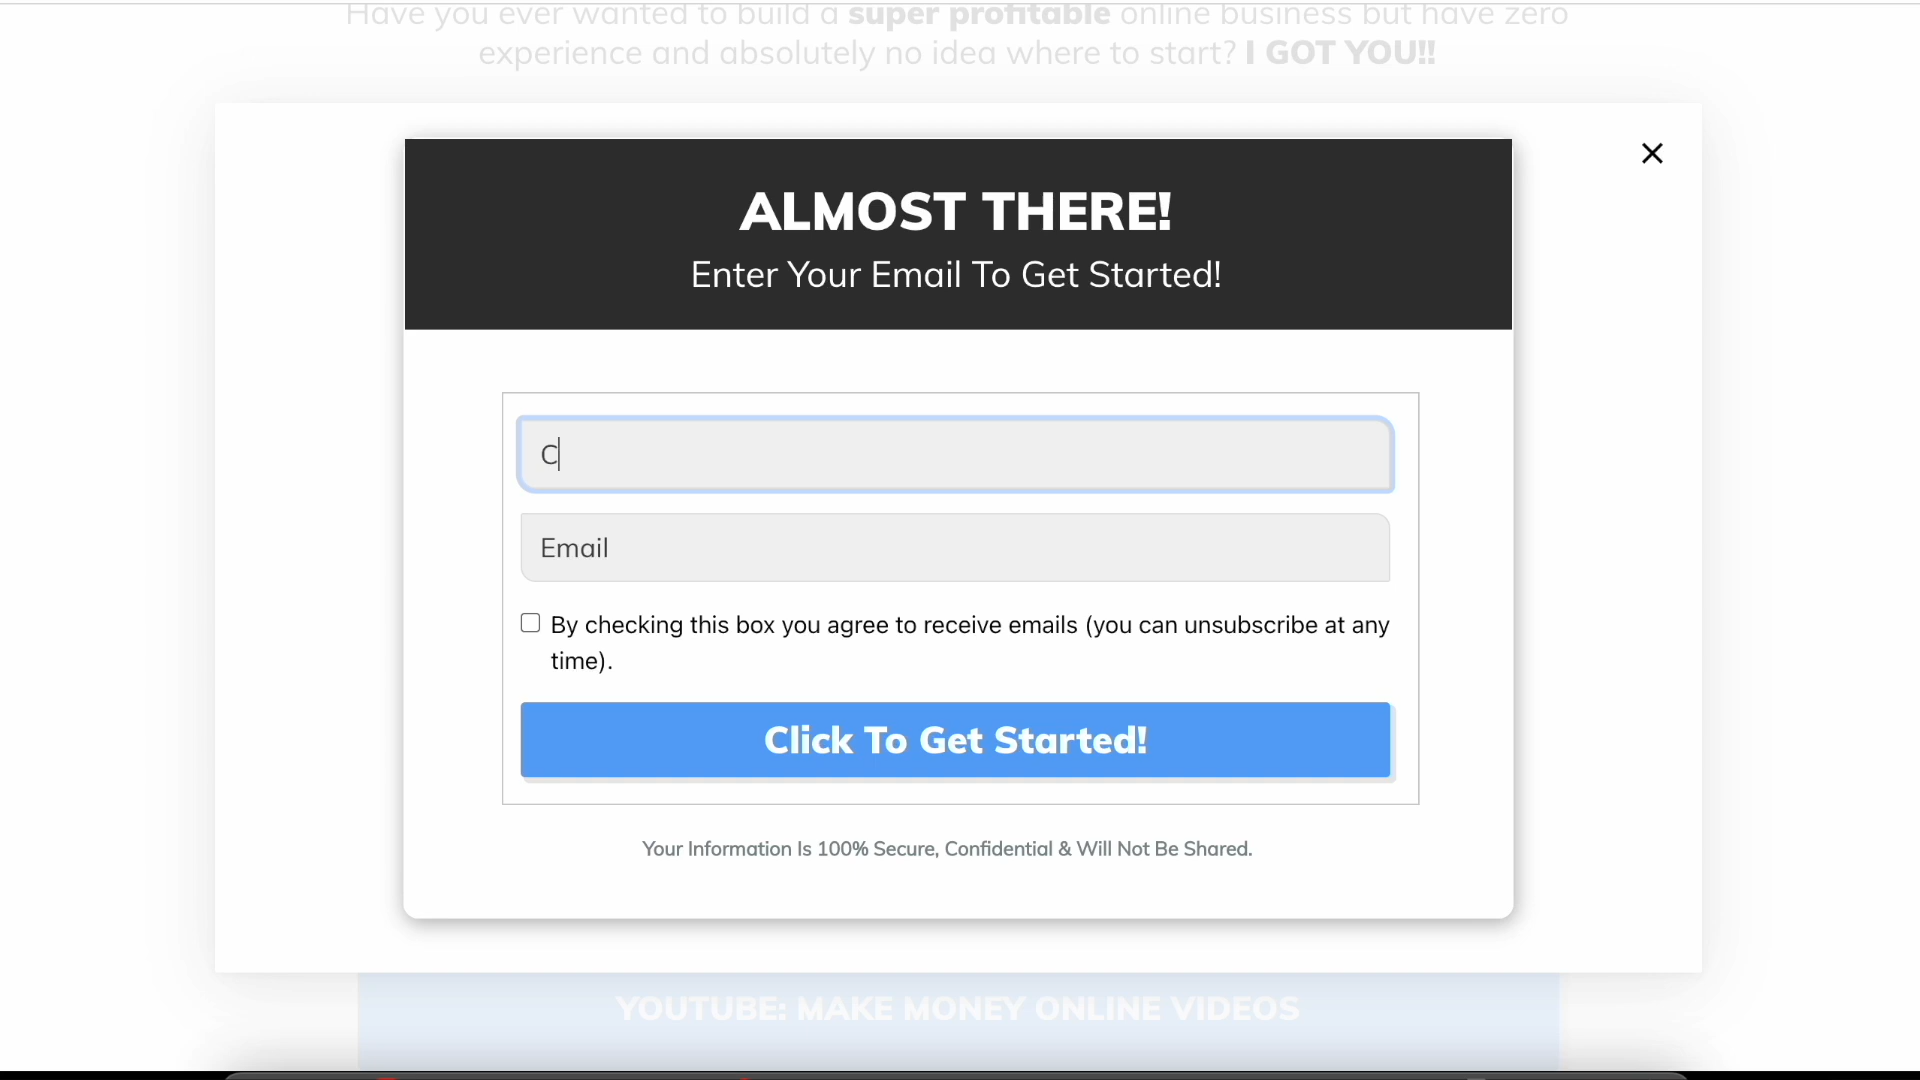 Have you ever wanted to build a super profitable online business but have zero
experience and absolutely no idea where to start? I GOT YOU!!
ALMOST THERE!
Enter Your Email To Get Started!
C
Email
By checking this box you agree to receive emails (you can unsubscribe at any
time).
Click To Get Started!
Your Information Is 100% Secure, Confidential & Will Not Be Shared.
YOUTUBE: MAKE MONEY ONLINE VIDEOS